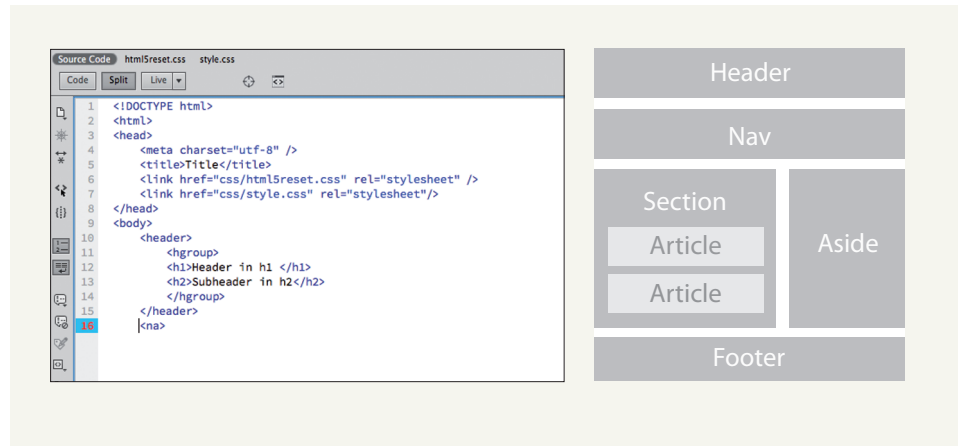 Source Code html5reset.css style.css
Code Split Live
1 <!DOCTYPE html>
2 <html>
3 <head>
4 <meta charset="utf-8" />
5 <title>Title</title>
6 <link href="css/html5reset.css" rel="stylesheet" />
7 <link href="css/style.css" rel="stylesheet"/>
8 </head>
9 <body>
10 <header>
11 <hgroup>
12 <h1>Header in h1 </h1>
13 <h2>Subheader in h2</h2>
14 </hgroup>
15 </header>
16 <na>
Header
Nav
Section
Article
Article
Aside
Footer